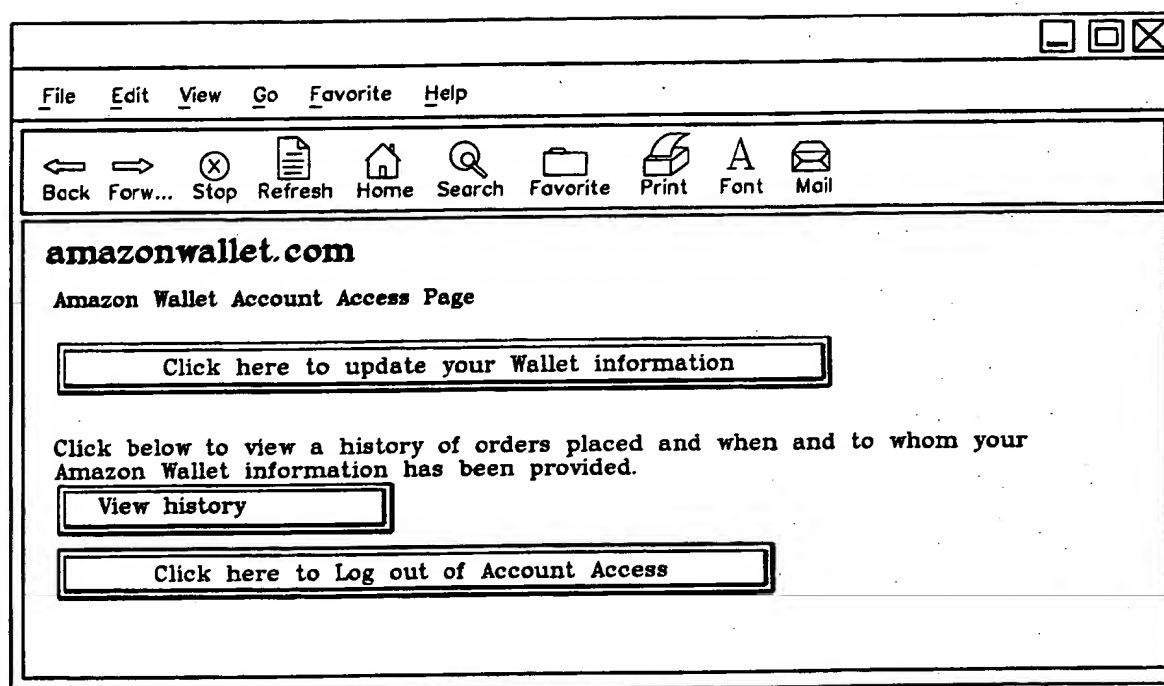 File Edit View Go Favorite Help
Back Forw... Stop Refresh Home Search Favorite Print Font Mail
amazonwallet.com
Amazon Wallet Account Access Page
Click here to update your Wallet information
Click below to view a history of orders placed and when and to whom your
Amazon Wallet information has been provided.
View history
Click here to Log out of Account Access